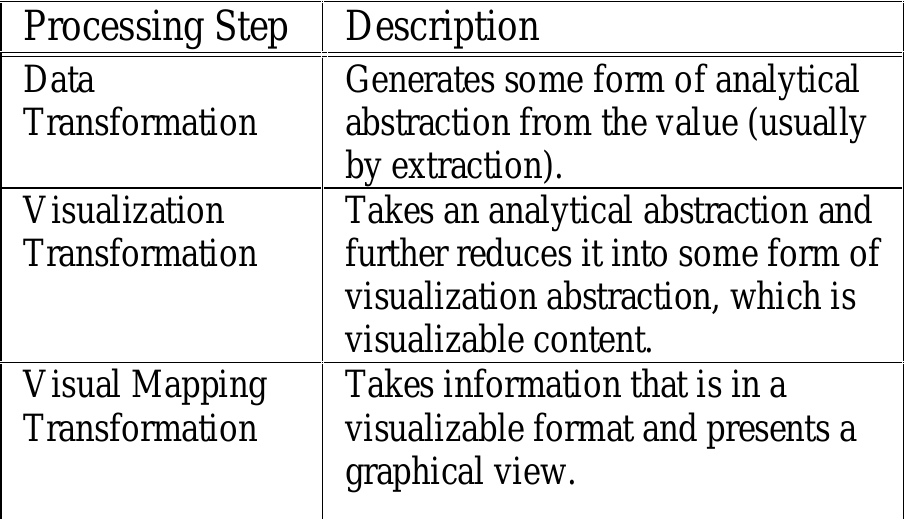 Processing Step
Description
Data
Transformation
Generates some form of analytical
abstraction from the value (usually
by extraction).
Visualization
Transformation
Takes an analytical abstraction and
further reduces it into some form of
visualization abstraction, which is
visualizable content.
Visual Mapping
Transformation
Takes information that is in a
visualizable format and presents a
graphical view.